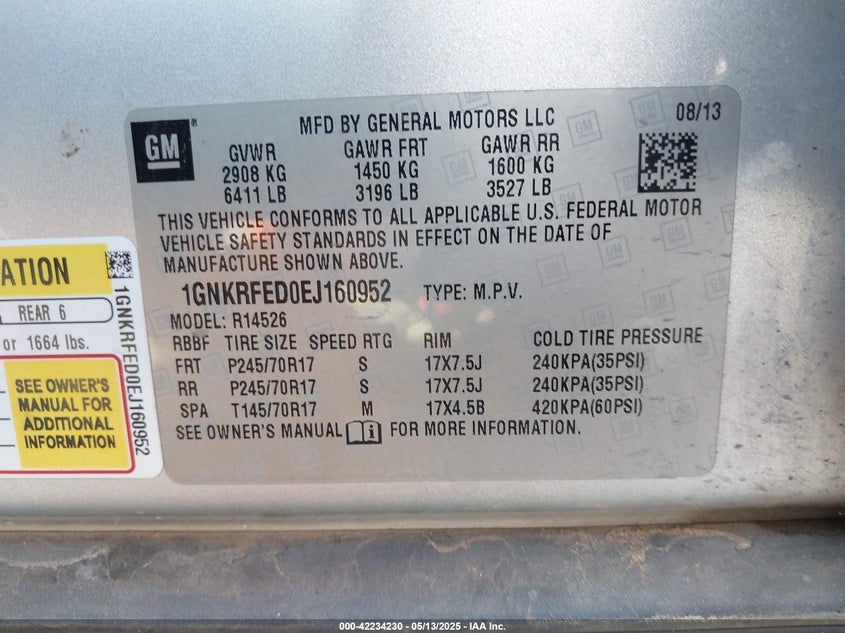 GM
MFD BY GENERAL MOTORS LLC
08/13
GVWR GAWR FRT GAWR RR
2908 KG 1450 KG 1600 KG
6411 LB 3196 LB 3527 LB
THIS VEHICLE CONFORMS TO ALL APPLICABLE U.S. FEDERAL MOTOR
VEHICLE SAFETY STANDARDS IN EFFECT ON THE DATE OF
MANUFACTURE SHOWN ABOVE.
1GNKRFED0EJ160952 TYPE: M.P.V.
MODEL: R14526
RBBF TIRE SIZE SPEED RTG RIM COLD TIRE PRESSURE
FRT P245/70R17 S 17X7.5J 240KPA(35PSI)
RR P245/70R17 S 17X7.5J 240KPA(35PSI)
SPA T145/70R17 M 17X4.5B 420KPA(60PSI)
SEE OWNER'S MANUAL FOR MORE INFORMATION.
ATION
REAR 6
or 1664 lbs.
SEE OWNER'S
MANUAL FOR
ADDITIONAL
INFORMATION
1GNKRFED0EJ160952
000-42234230 - 05/13/2025 - IAA Inc.